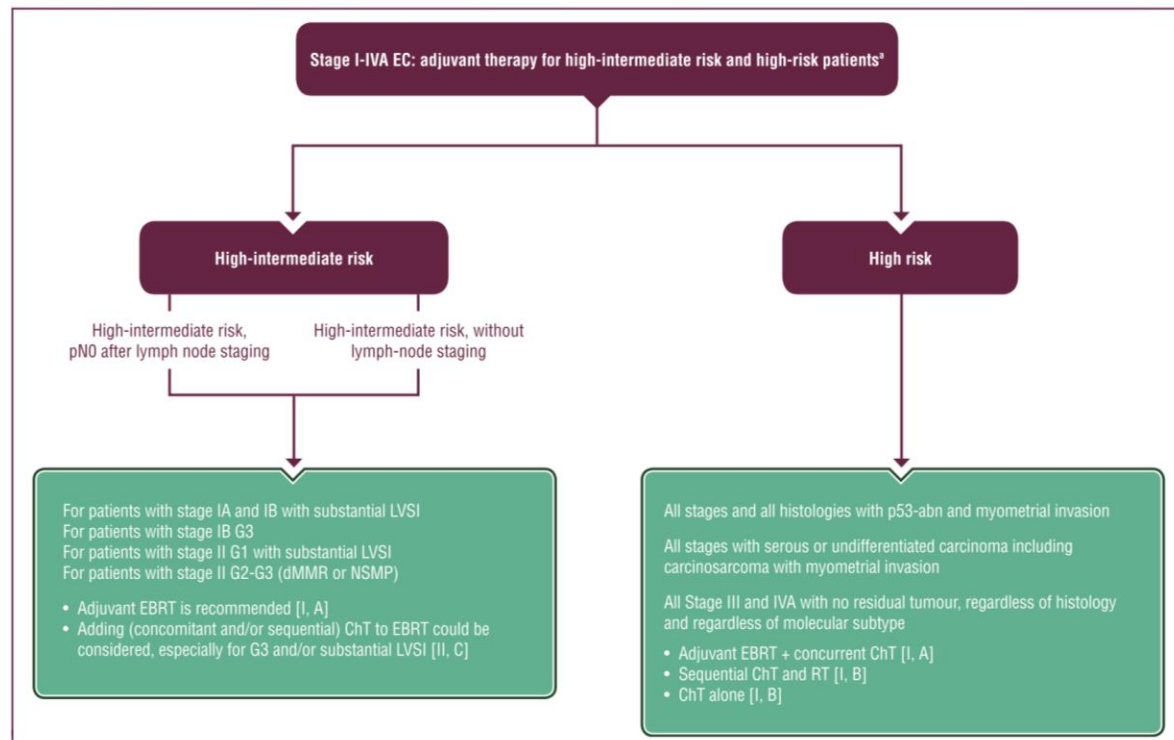 Stage I-IVA EC: adjuvant therapy for high-intermediate risk and high-risk patientsª
High-intermediate risk
High risk
High-intermediate risk,
pN0 after lymph node staging
High-intermediate risk, without
lymph-node staging
For patients with stage IA and IB with substantial LVSI
For patients with stage IB G3
For patients with stage II G1 with substantial LVSI
For patients with stage II G2-G3 (dMMR or NSMP)
• Adjuvant EBRT is recommended [I, A]
• Adding (concomitant and/or sequential) ChT to EBRT could be
considered, especially for G3 and/or substantial LVSI [II, C]
All stages and all histologies with p53-abn and myometrial invasion
All stages with serous or undifferentiated carcinoma including
carcinosarcoma with myometrial invasion
All Stage III and IVA with no residual tumour, regardless of histology
and regardless of molecular subtype
• Adjuvant EBRT + concurrent ChT [I, A]
• Sequential ChT and RT [I, B]
• ChT alone [I, B]